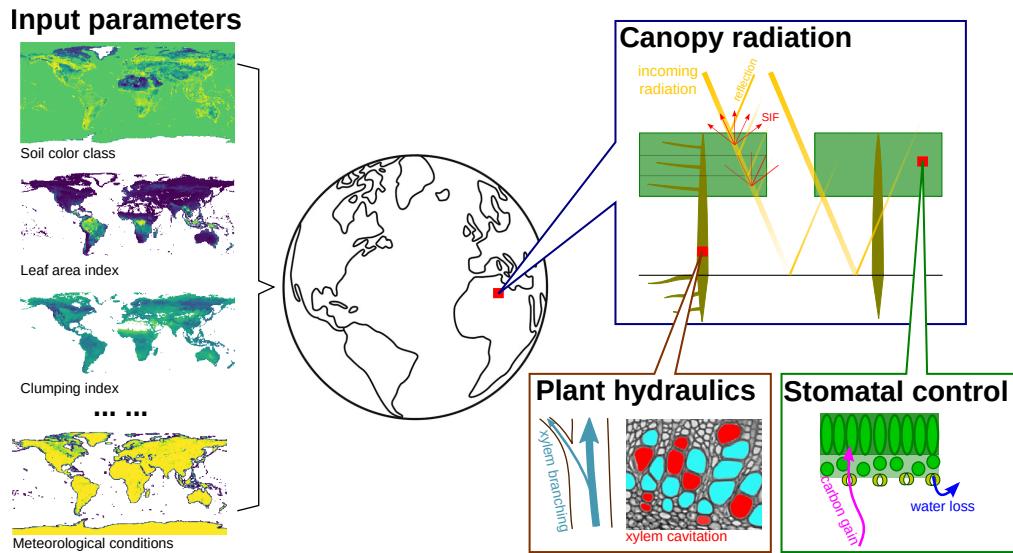 Input parameters
Soil color class
Leaf area index
Clumping index
... ...
Meteorological conditions
Canopy radiation
incoming
radiation
reflection
SIF
Plant hydraulics
xylem branching
xylem cavitation
Stomatal control
carbon gain
water loss